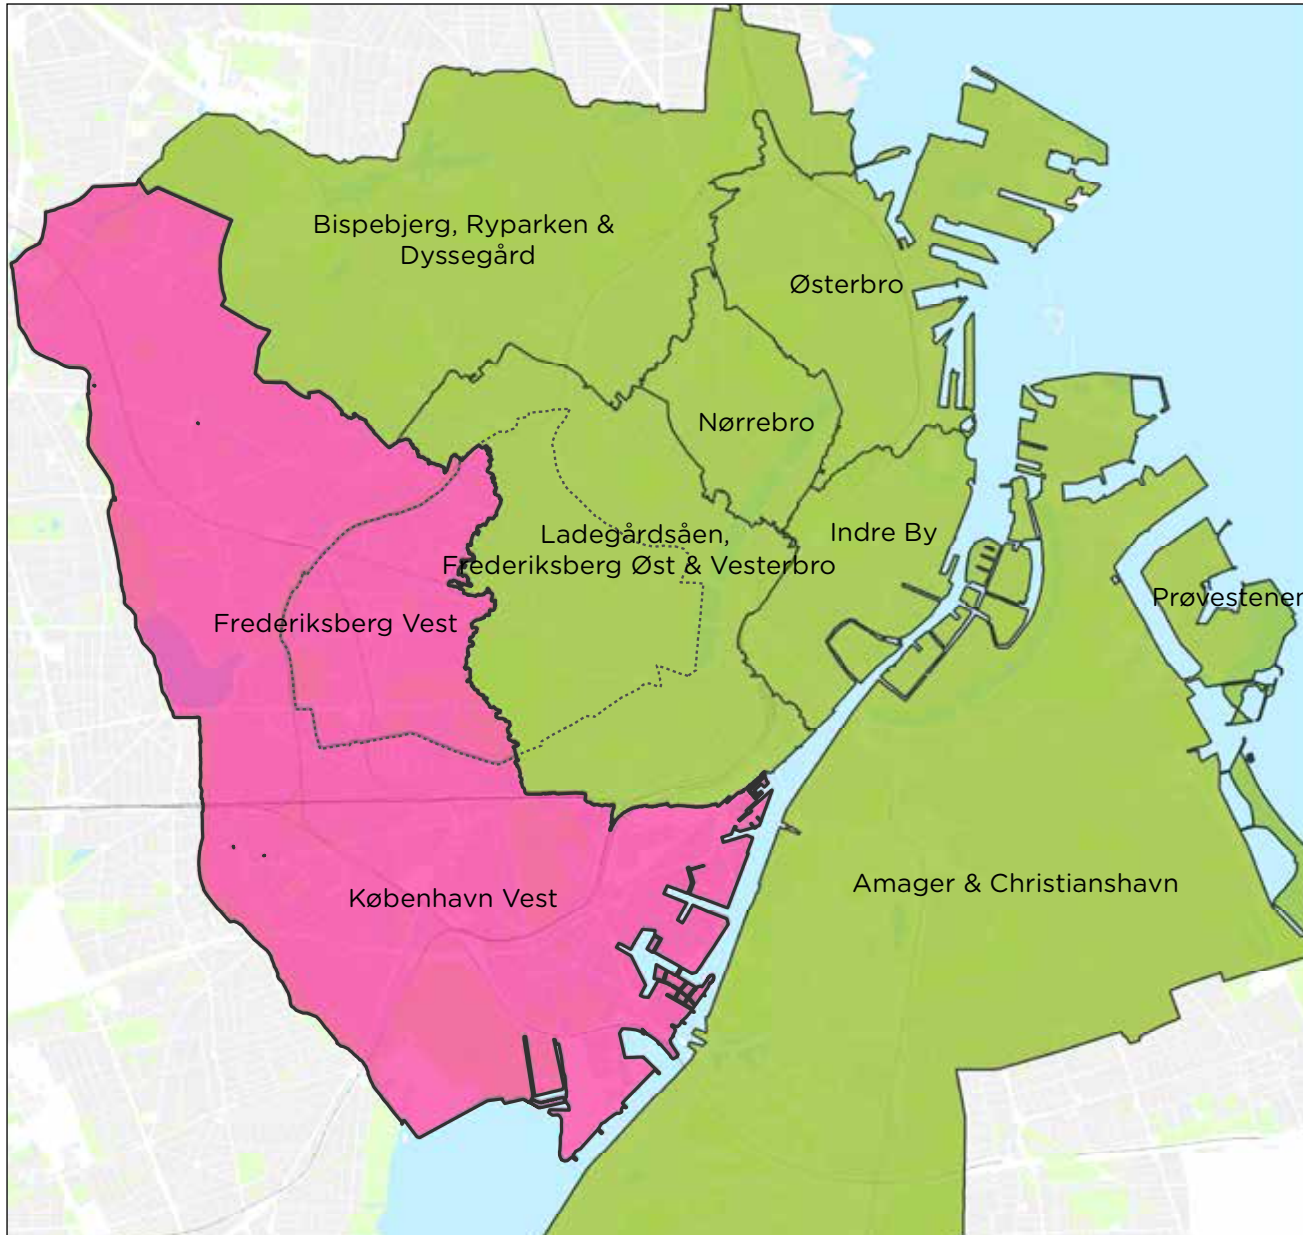 Bispebjerg, Ryparken &
Dyssegård
Østerbro
Nørrebro
Ladegårdsåen,
Frederiksberg Øst & Vesterbro
Indre By
Prøvestenen
Frederiksberg Vest
København Vest
Amager & Christianshavn